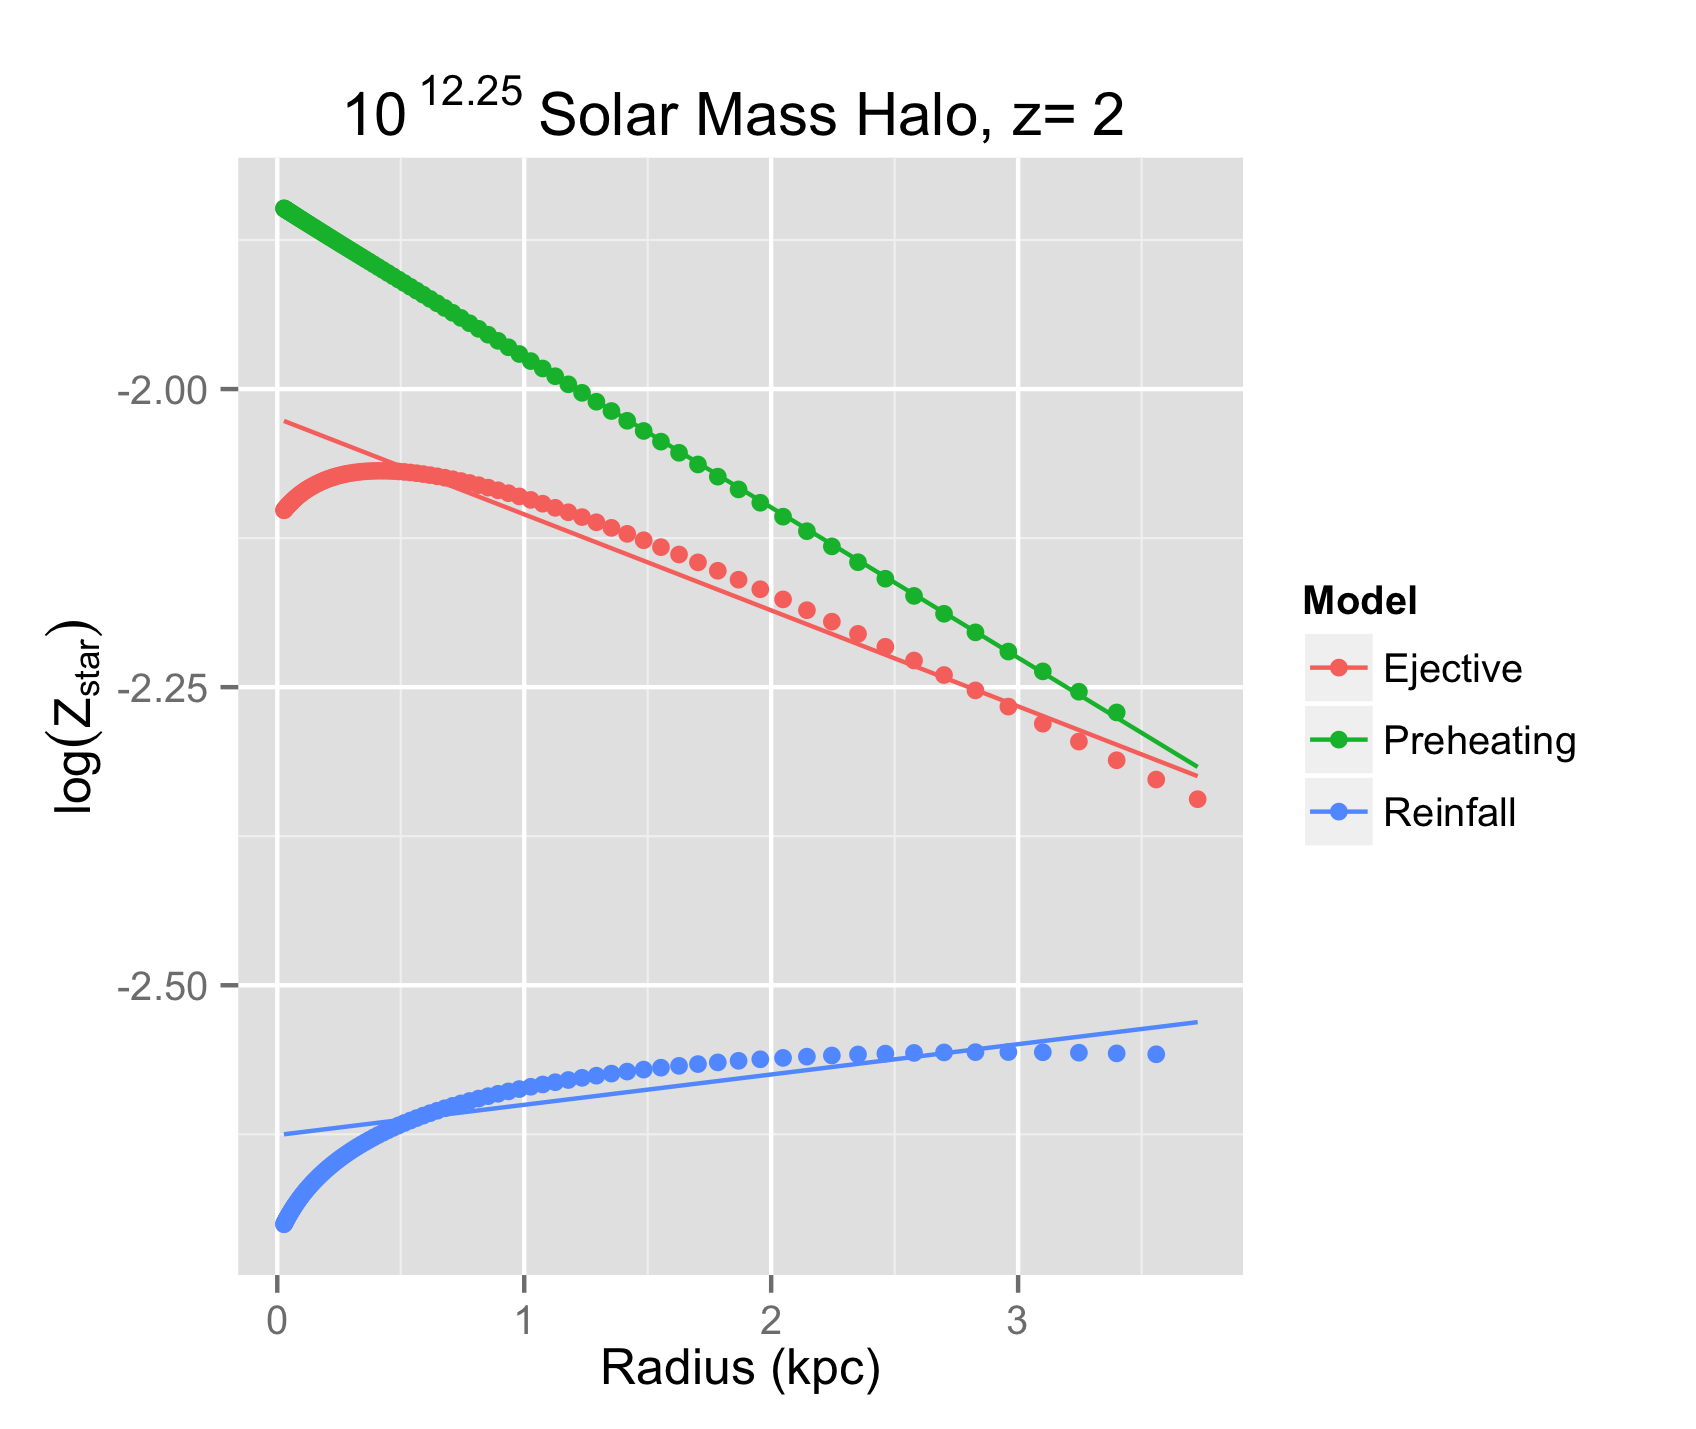 10 12.25 Solar Mass Halo, z= 2
log(Zstar)
-2.00
-2.25
-2.50
0 1 2 3
Radius (kpc)
Model
Ejective
Preheating
Reinfall